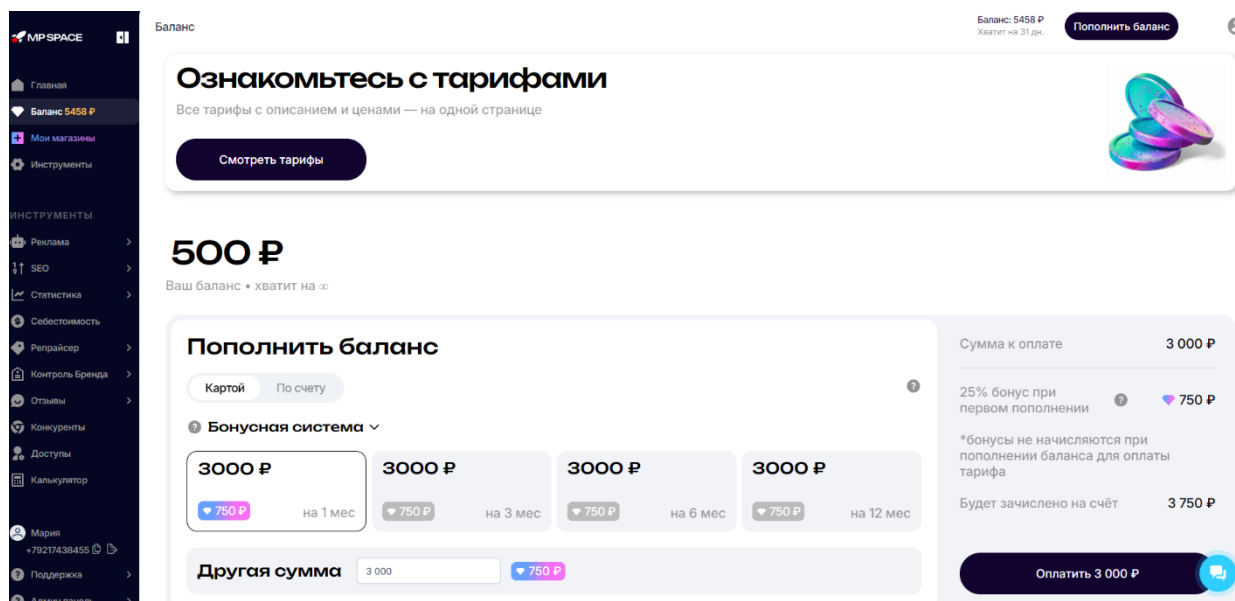 MP SPACE
Главная
Баланс 5458 ₽
Мои магазины
Инструменты
ИНСТРУМЕНТЫ
Реклама
SEO
Статистика
Себестоимость
Репрайсер
Контроль Бренда
Отзывы
Конкуренты
Доступы
Калькулятор
Мария
+79217438455
Поддержка
Админ панель
Баланс
Баланс: 5458 ₽
Хватит на 31 дн.
Пополнить баланс
Ознакомьтесь с тарифами
Все тарифы с описанием и ценами — на одной странице
Смотреть тарифы
500 ₽
Ваш баланс • хватит на ∞
Пополнить баланс
Картой По счету
?
? Бонусная система
3000 ₽ 3000 ₽ 3000 ₽ 3000 ₽
750 ₽ на 1 мес 750 ₽ на 3 мес 750 ₽ на 6 мес 750 ₽ на 12 мес
Другая сумма 3 000 750 ₽
Сумма к оплате 3 000 ₽
25% бонус при
первом пополнении ? 750 ₽
*бонусы не начисляются при
пополнении баланса для оплаты
тарифа
Будет зачислено на счёт 3 750 ₽
Оплатить 3 000 ₽